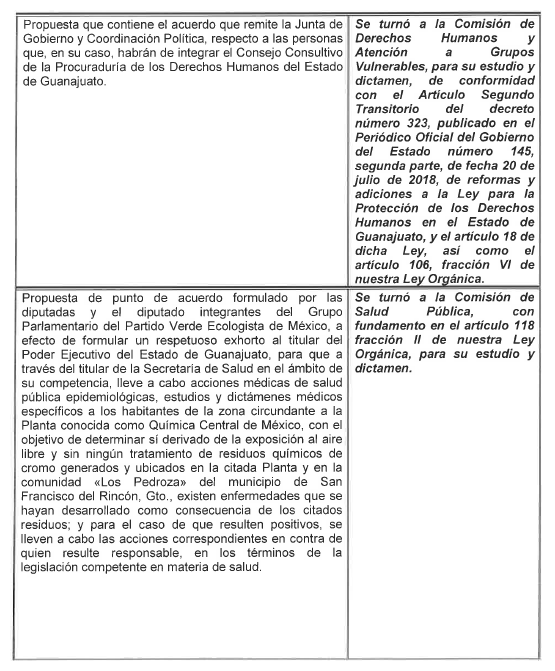 Propuesta que contiene el acuerdo que remite la Junta de
Gobierno y Coordinación Política, respecto a las personas
que, en su caso, habrán de integrar el Consejo Consultivo
de la Procuraduría de los Derechos Humanos del Estado
de Guanajuato.
Se turnó a la Comisión de
Derechos Humanos y
Atención a Grupos
Vulnerables, para su estudio y
dictamen, de conformidad
con el Artículo Segundo
Transitorio del decreto
número 323, publicado en el
Periódico Oficial del Gobierno
del Estado número 145,
segunda parte, de fecha 20 de
julio de 2018, de reformas y
adiciones a la Ley para la
Protección de los Derechos
Humanos en el Estado de
Guanajuato, y el artículo 18 de
dicha Ley, así como el
artículo 106, fracción VI de
nuestra Ley Orgánica.
Propuesta de punto de acuerdo formulado por las
diputadas y el diputado integrantes del Grupo
Parlamentario del Partido Verde Ecologista de México, a
efecto de formular un respetuoso exhorto al titular del
Poder Ejecutivo del Estado de Guanajuato, para que a
través del titular de la Secretaría de Salud en el ámbito de
su competencia, lleve a cabo acciones médicas de salud
pública epidemiológicas, estudios y dictámenes médicos
específicos a los habitantes de la zona circundante a la
Planta conocida como Química Central de México, con el
objetivo de determinar sí derivado de la exposición al aire
libre y sin ningún tratamiento de residuos químicos de
cromo generados y ubicados en la citada Planta y en la
comunidad «Los Pedroza» del municipio de San
Francisco del Rincón, Gto., existen enfermedades que se
hayan desarrollado como consecuencia de los citados
residuos; y para el caso de que resulten positivos, se
lleven a cabo las acciones correspondientes en contra de
quien resulte responsable, en los términos de la
legislación competente en materia de salud.
Se turnó a la Comisión de
Salud Pública, con
fundamento en el artículo 118
fracción II de nuestra Ley
Orgánica, para su estudio y
dictamen.